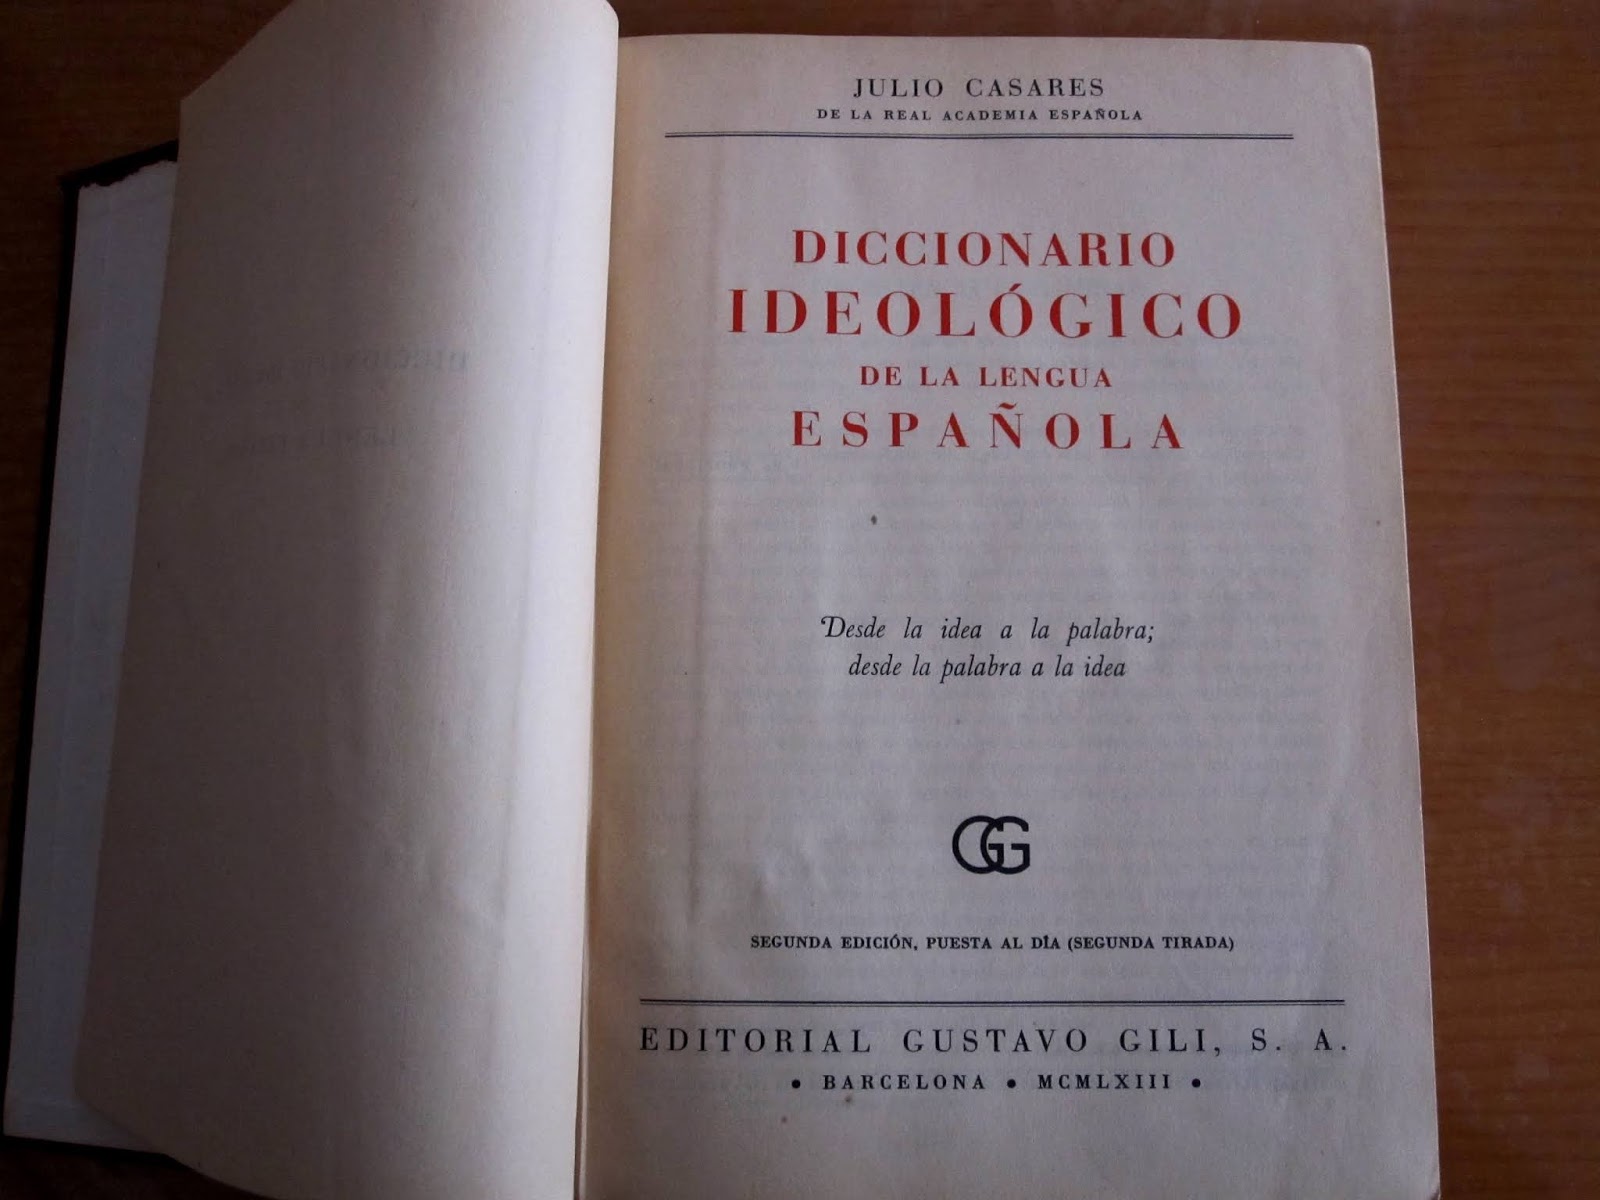 JULIO CASARES
DE LA REAL ACADEMIA ESPAÑOLA
DICCIONARIO
IDEOLÓGICO
DE LA LENGUA
ESPAÑOLA
Desde la idea a la palabra;
desde la palabra a la idea
GG
SEGUNDA EDICIÓN, PUESTA AL DÍA (SEGUNDA TIRADA)
EDITORIAL GUSTAVO GILI, S. A.
• BARCELONA • MCMLXIII •